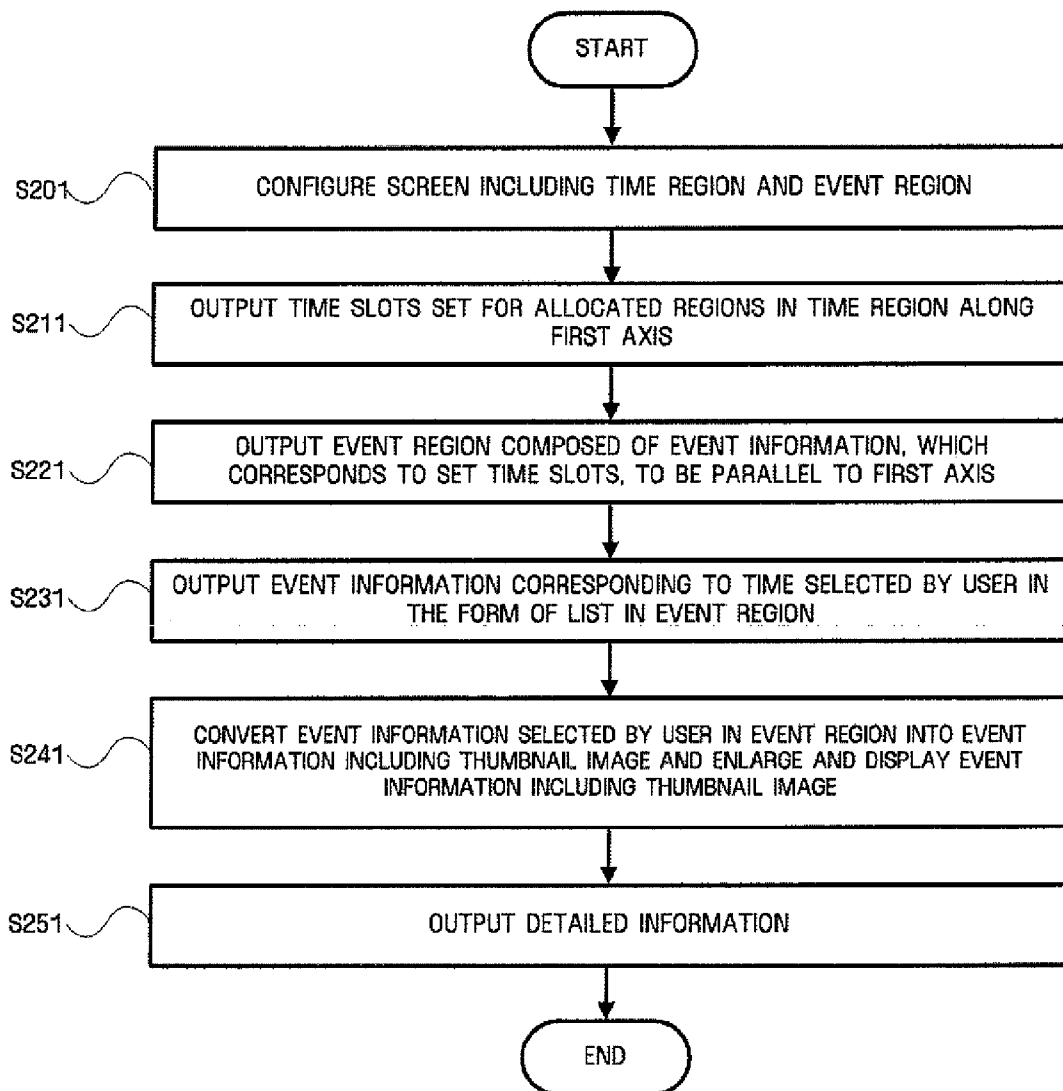 START
S201
CONFIGURE SCREEN INCLUDING TIME REGION AND EVENT REGION
S211
OUTPUT TIME SLOTS SET FOR ALLOCATED REGIONS IN TIME REGION ALONG
FIRST AXIS
S221
OUTPUT EVENT REGION COMPOSED OF EVENT INFORMATION, WHICH
CORRESPONDS TO SET TIME SLOTS, TO BE PARALLEL TO FIRST AXIS
S231
OUTPUT EVENT INFORMATION CORRESPONDING TO TIME SELECTED BY USER IN
THE FORM OF LIST IN EVENT REGION
S241
CONVERT EVENT INFORMATION SELECTED BY USER IN EVENT REGION INTO EVENT
INFORMATION INCLUDING THUMBNAIL IMAGE AND ENLARGE AND DISPLAY EVENT
INFORMATION INCLUDING THUMBNAIL IMAGE
S251
OUTPUT DETAILED INFORMATION
END